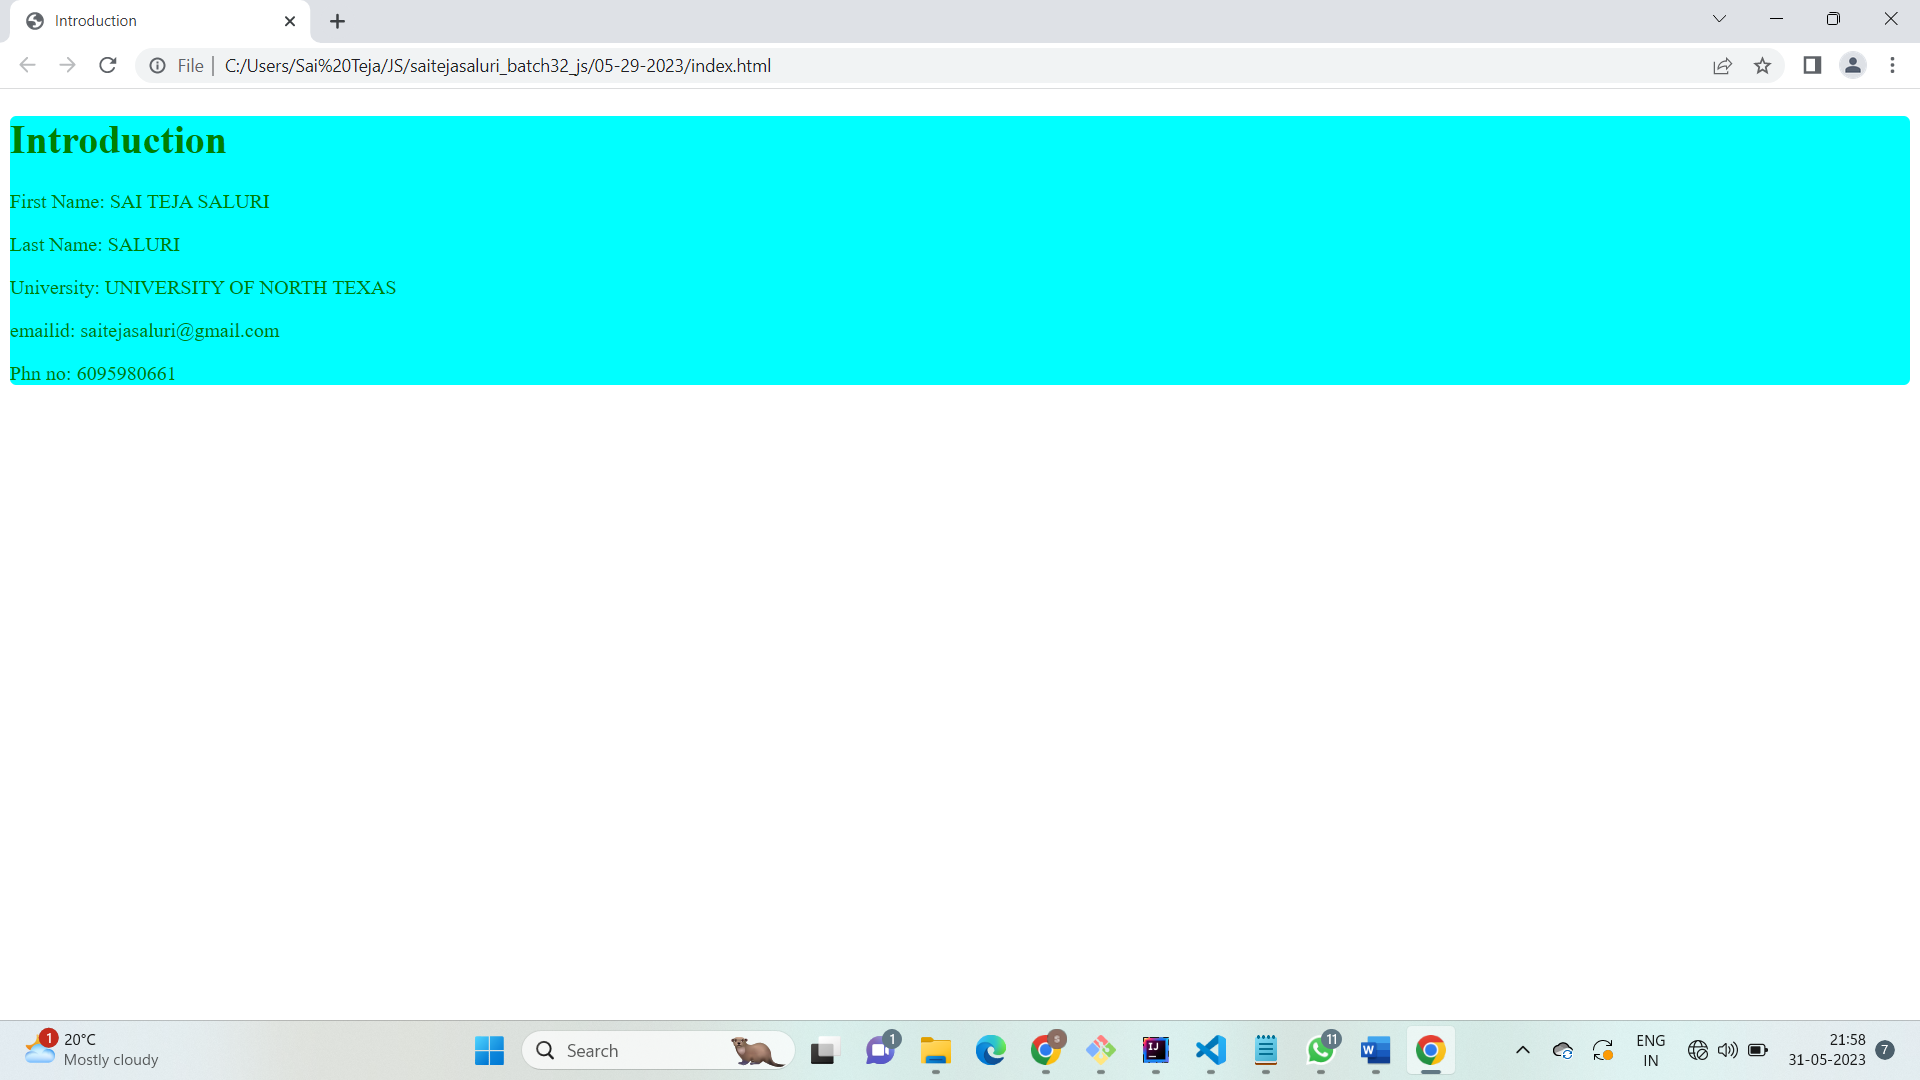 Introduction
File
C:/Users/Sai%20Teja/JS/saitejasaluri_batch32_js/05-29-2023/index.html
Introduction
First Name: SAI TEJA SALURI
Last Name: SALURI
University: UNIVERSITY OF NORTH TEXAS
emailid: saitejasaluri@gmail.com
Phn no: 6095980661
1
20°C
Mostly cloudy
Search
1
s
IJ
11
W
ENG
IN
21:58
31-05-2023
7